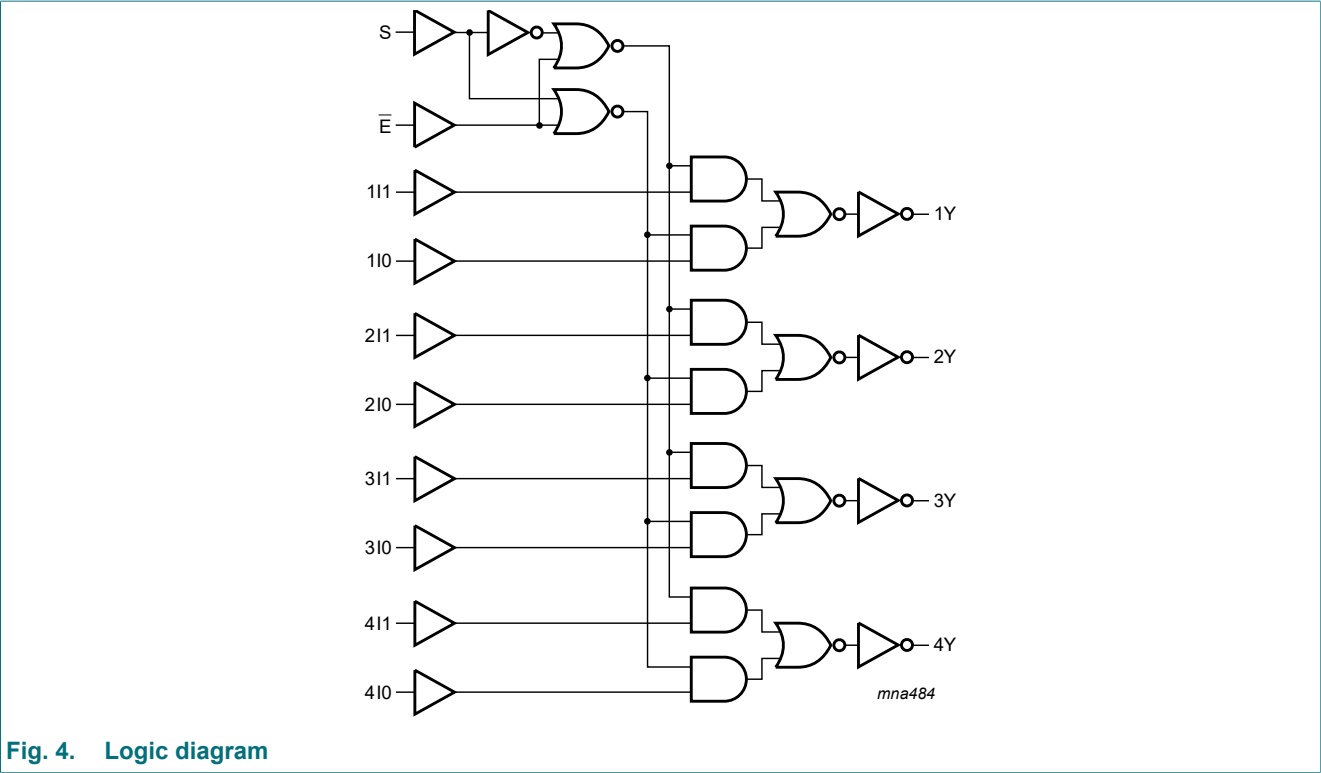 S
E̅
1I1
1I0
1Y
2I1
2I0
2Y
3I1
3I0
3Y
4I1
4I0
4Y
mna484
Fig. 4. Logic diagram